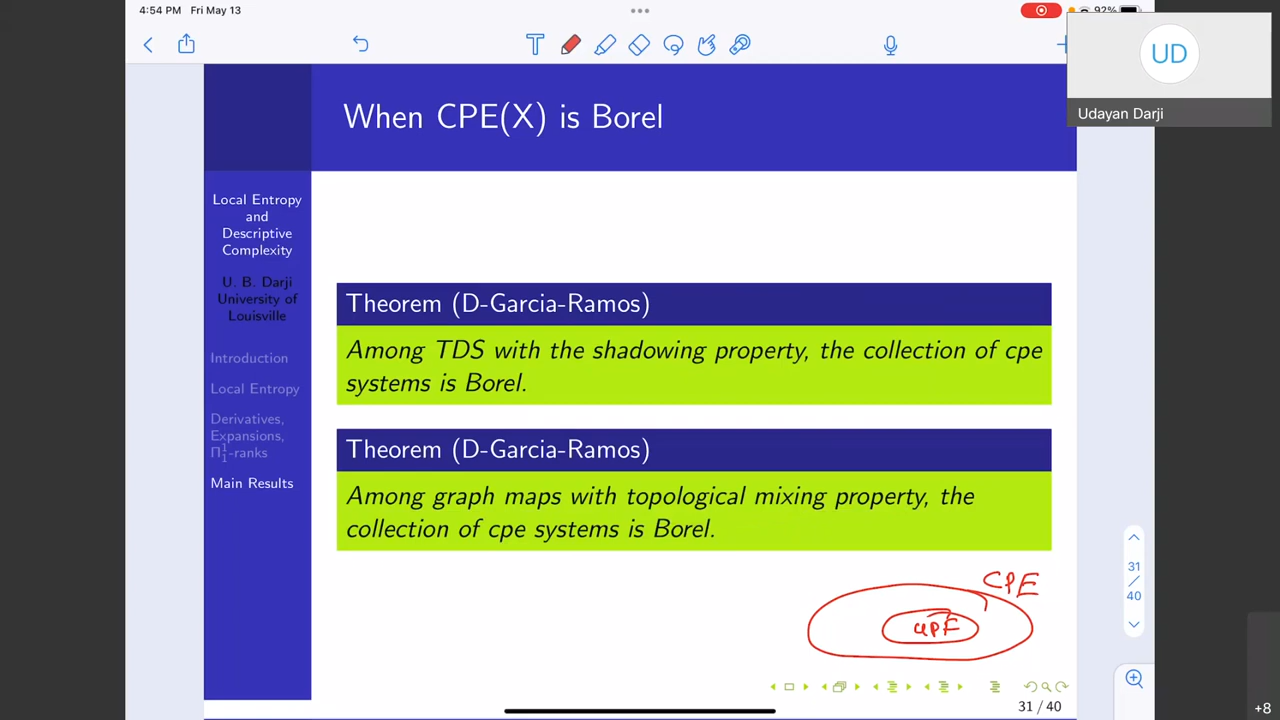 4:54 PM Fri May 13
92%
UD
Udayan Darji
When CPE(X) is Borel
Local Entropy
and
Descriptive
Complexity
U. B. Darji
University of
Louisville
Introduction
Local Entropy
Derivatives,
Expansions,
Π¹₁-ranks
Main Results
Theorem (D-Garcia-Ramos)
Among TDS with the shadowing property, the collection of cpe
systems is Borel.
Theorem (D-Garcia-Ramos)
Among graph maps with topological mixing property, the
collection of cpe systems is Borel.
CPE
UPE
31
/
40
31 / 40
+8